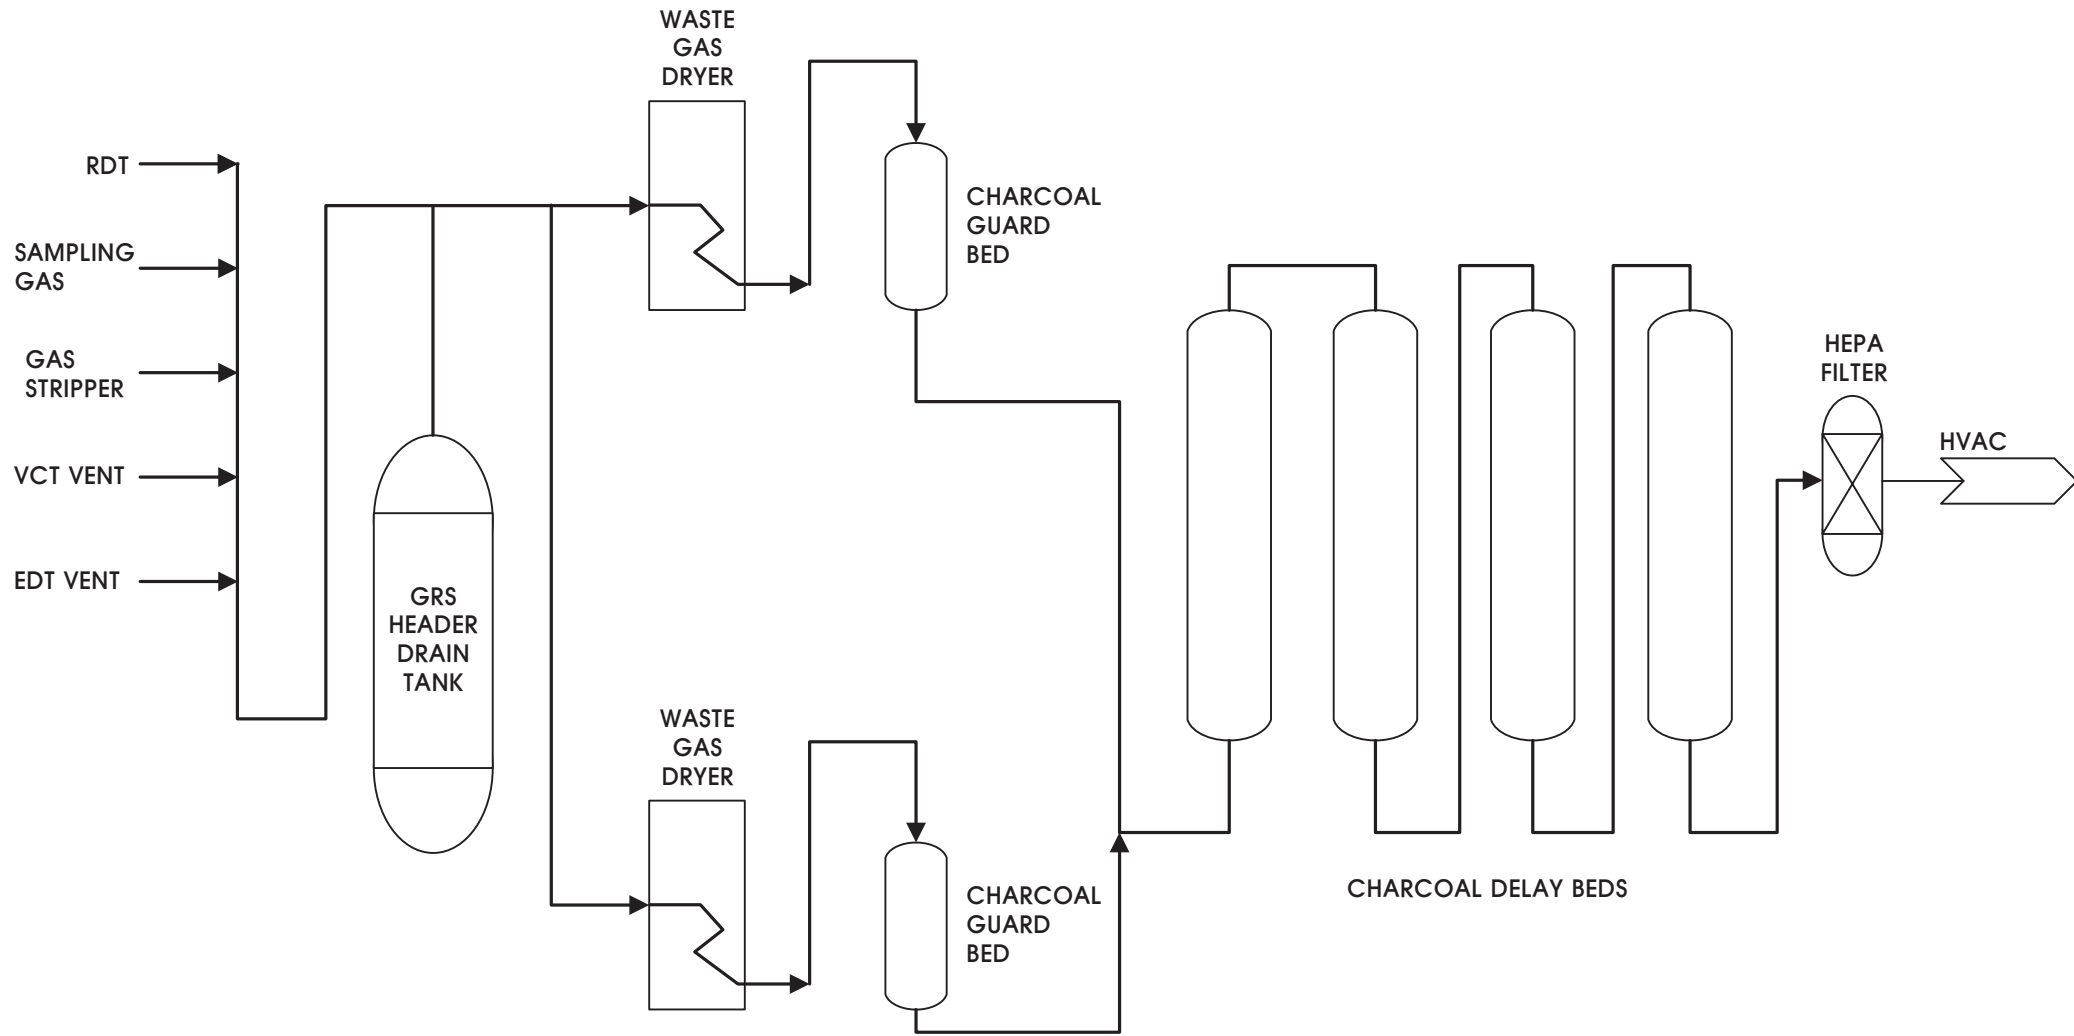 WASTE
GAS
DRYER
RDT
SAMPLING
GAS
GAS
STRIPPER
VCT VENT
EDT VENT
GRS
HEADER
DRAIN
TANK
CHARCOAL
GUARD
BED
WASTE
GAS
DRYER
CHARCOAL
GUARD
BED
CHARCOAL DELAY BEDS
HEPA
FILTER
HVAC